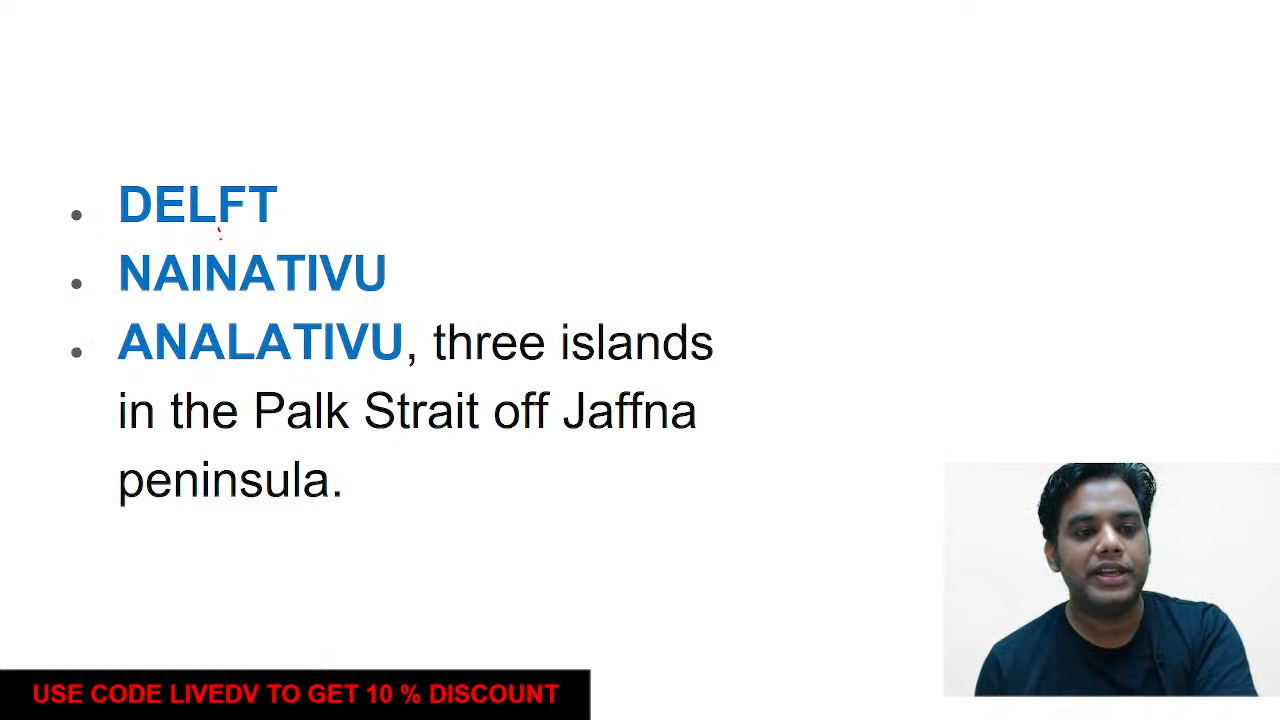 DELFT
NAINATIVU
ANALATIVU, three islands
in the Palk Strait off Jaffna
peninsula.
USE CODE LIVEDV TO GET 10 % DISCOUNT